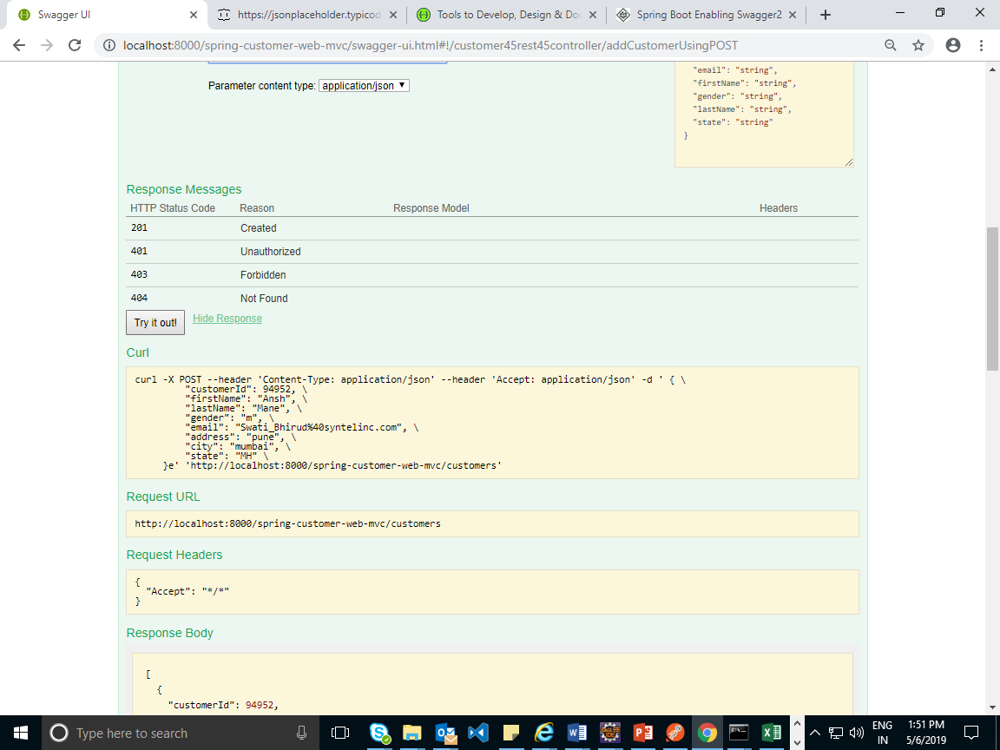 Swagger UI
https://jsonplaceholder.typicod
Tools to Develop, Design & Do
Spring Boot Enabling Swagger2
localhost:8000/spring-customer-web-mvc/swagger-ui.html#!/customer45rest45controller/addCustomerUsingPOST
"email": "string",
Parameter content type: application/json
"firstName": "string",
"gender": "string",
"lastName": "string",
"state": "string"
}
Response Messages
HTTP Status Code Reason Response Model Headers
201 Created
401 Unauthorized
403 Forbidden
404 Not Found
Try it out! Hide Response
Curl
curl -X POST --header 'Content-Type: application/json' --header 'Accept: application/json' -d ' { \
"customerId": 94952, \
"firstName": "Ansh", \
"lastName": "Mane", \
"gender": "m", \
"email": "Swati_Bhirud%40syntelinc.com", \
"address": "pune", \
"city": "mumbai", \
"state": "MH" \
}e' 'http://localhost:8000/spring-customer-web-mvc/customers'
Request URL
http://localhost:8000/spring-customer-web-mvc/customers
Request Headers
{
"Accept": "*/*"
}
Response Body
[
{
"customerId": 94952,
Type here to search
ENG
IN
1:51 PM
5/6/2019